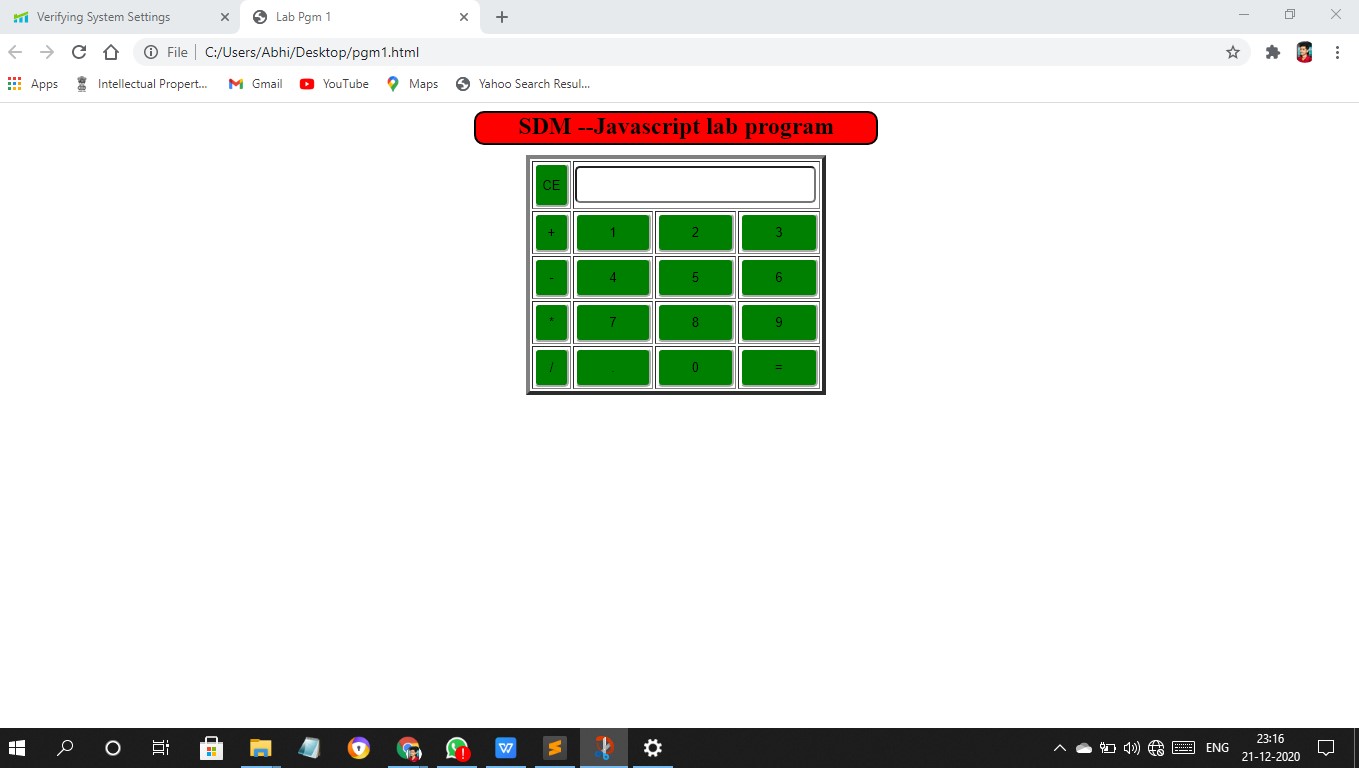 Verifying System Settings
Lab Pgm 1
File C:/Users/Abhi/Desktop/pgm1.html
Apps Intellectual Propert... Gmail YouTube Maps Yahoo Search Resul...
SDM --Javascript lab program
CE
+ 1 2 3
- 4 5 6
* 7 8 9
/ . 0 =
ENG
23:16
21-12-2020